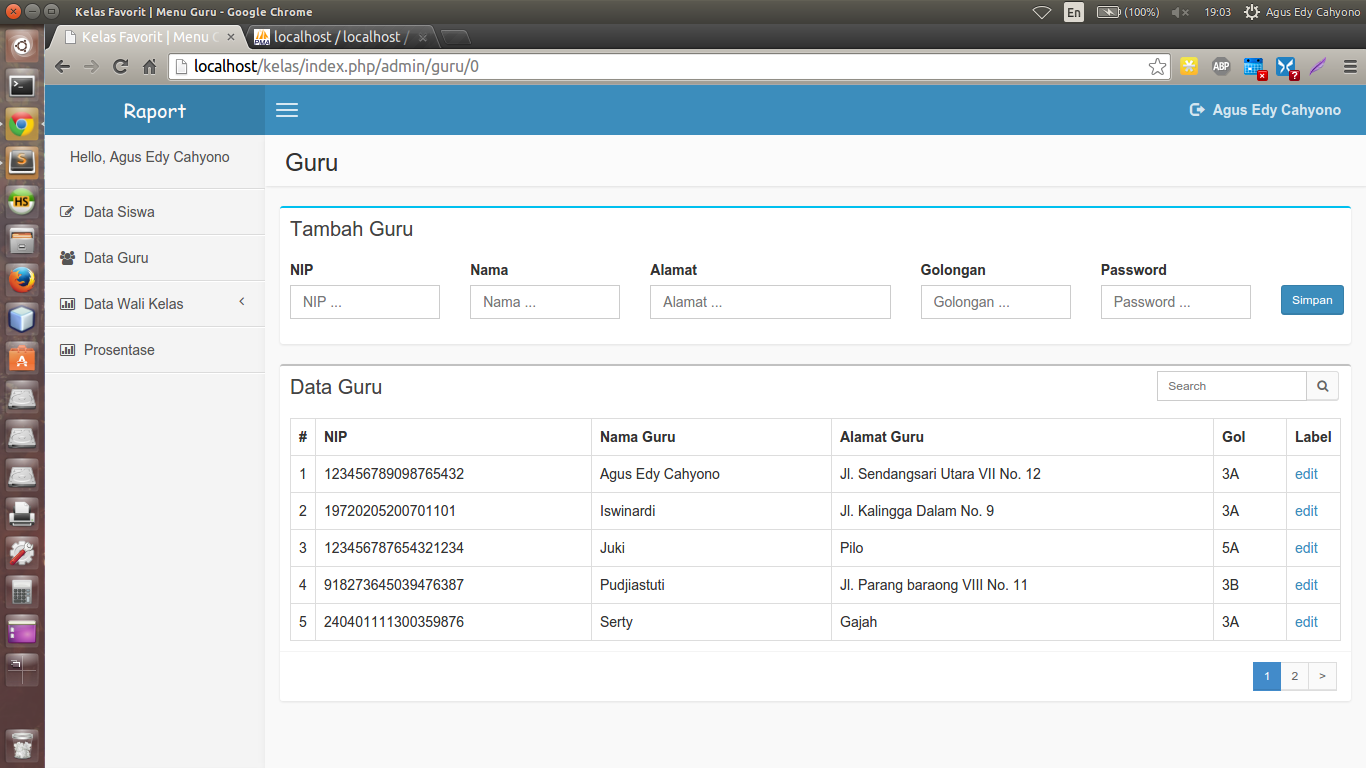 Kelas Favorit | Menu Guru - Google Chrome
En (100%) 19:03 Agus Edy Cahyono
Kelas Favorit | Menu G × localhost / localhost / ×
localhost/kelas/index.php/admin/guru/0
ABP
Raport
Agus Edy Cahyono
Hello, Agus Edy Cahyono
Data Siswa
Data Guru
Data Wali Kelas
Prosentase
Guru
Tambah Guru
NIP Nama Alamat Golongan Password
NIP ... Nama ... Alamat ... Golongan ... Password ... Simpan
Data Guru
Search
# NIP Nama Guru Alamat Guru Gol Label
1 123456789098765432 Agus Edy Cahyono Jl. Sendangsari Utara VII No. 12 3A edit
2 19720205200701101 Iswinardi Jl. Kalingga Dalam No. 9 3A edit
3 123456787654321234 Juki Pilo 5A edit
4 918273645039476387 Pudjiastuti Jl. Parang baraong VIII No. 11 3B edit
5 240401111300359876 Serty Gajah 3A edit
1 2 >
HS
S
A
PMA